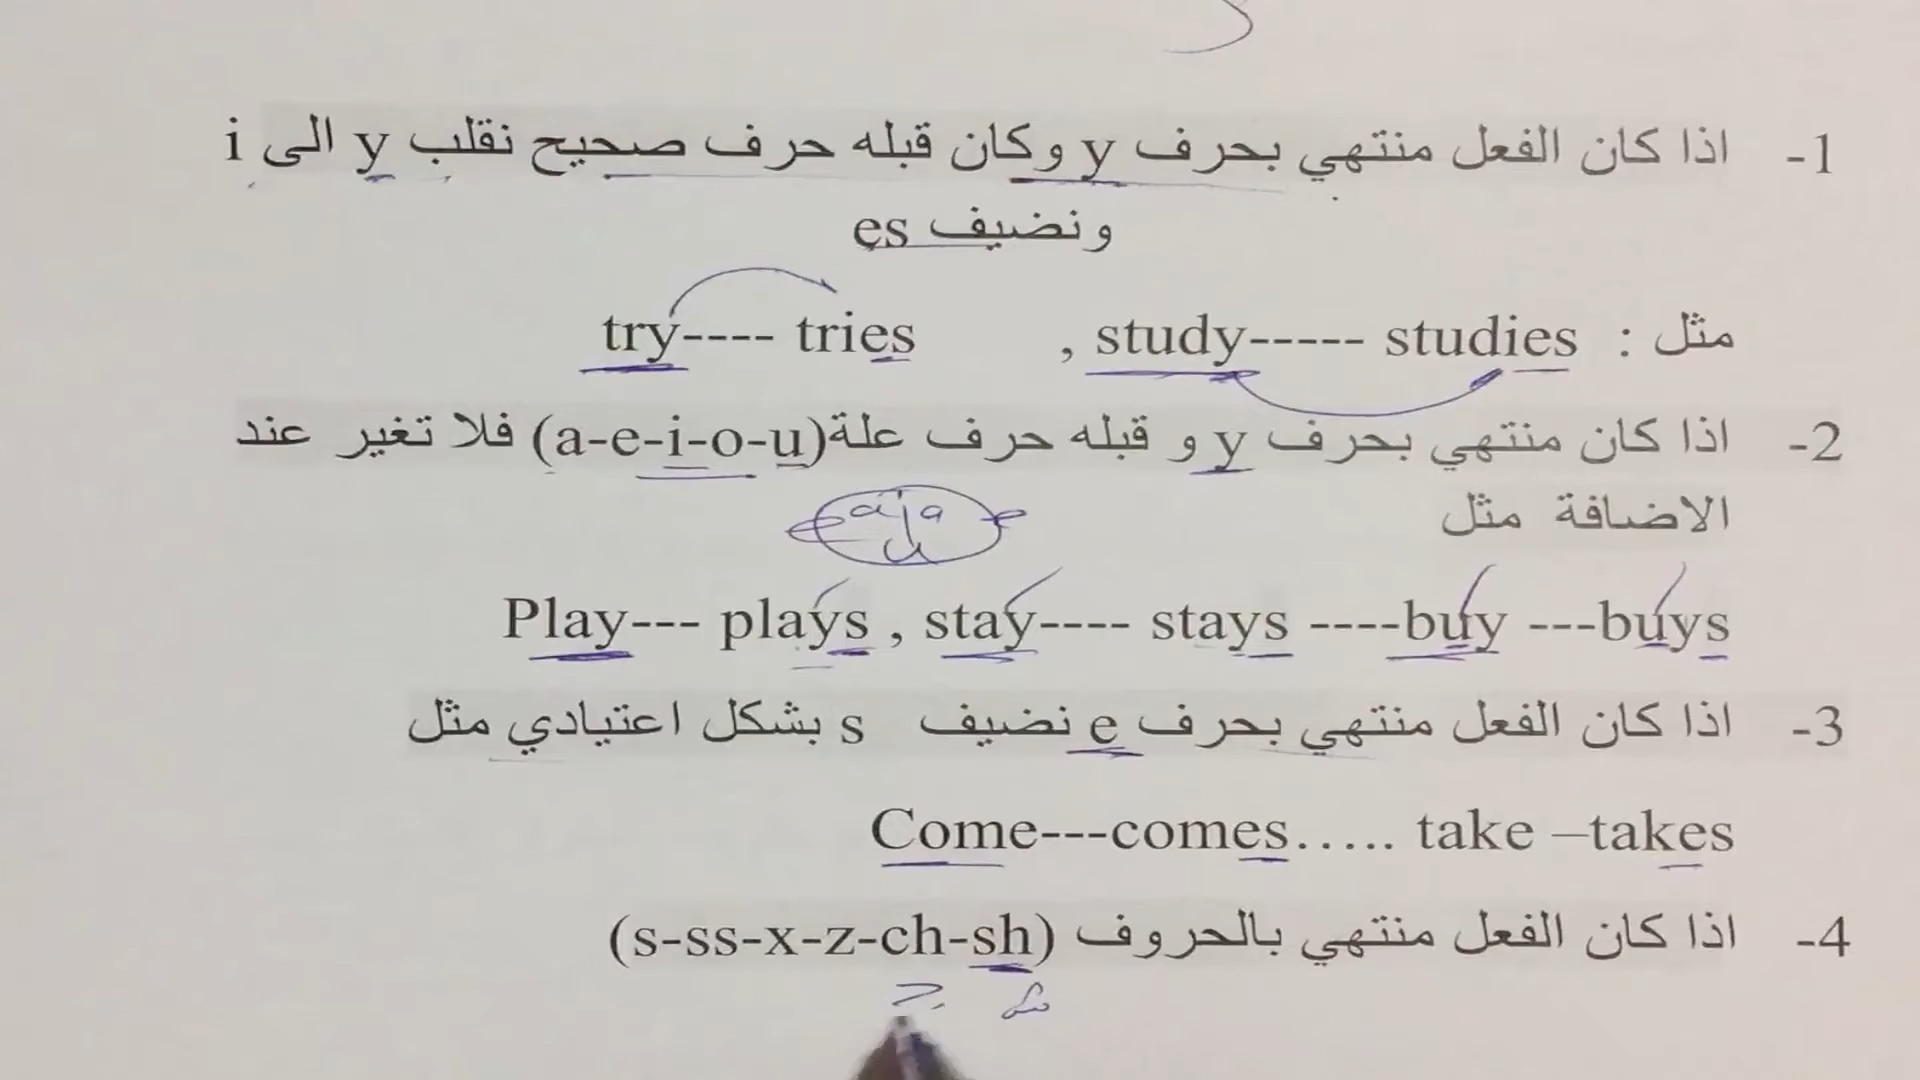 1- اذا كان الفعل منتهي بحرف y وكان قبله حرف صحيح نقلب y الى i
ونضيف es
مثل : study----- studies , try---- tries
2- اذا كان منتهي بحرف y و قبله حرف علة(a-e-i-o-u) فلا تغير عند
الاضافة مثل
Play--- plays , stay---- stays ----buy ---buys
3- اذا كان الفعل منتهي بحرف e نضيف s بشكل اعتيادي مثل
Come---comes..... take –takes
4- اذا كان الفعل منتهي بالحروف (s-ss-x-z-ch-sh)